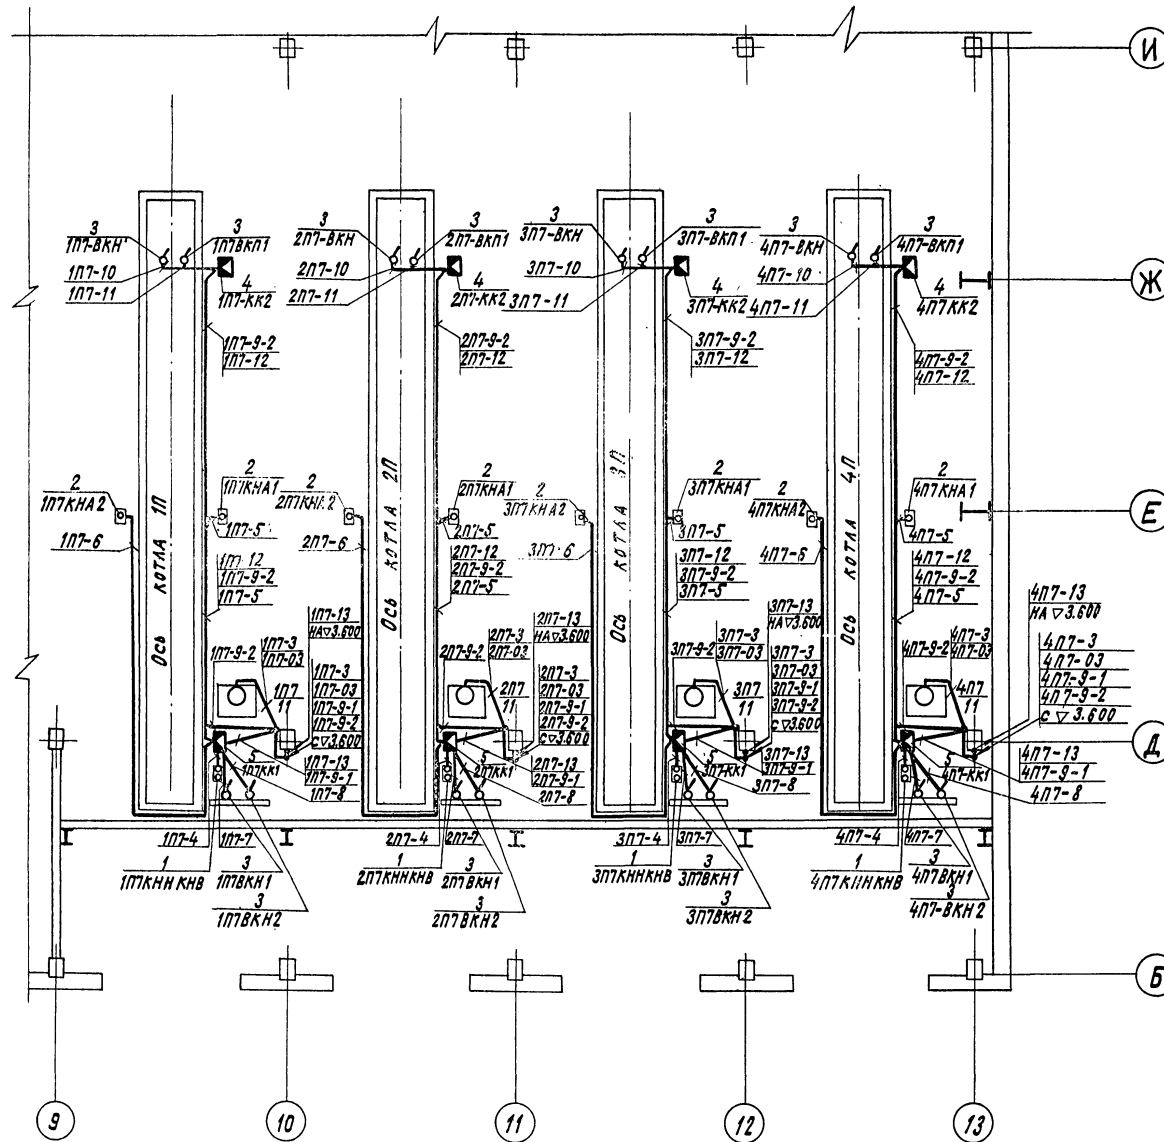 И
3
1П7-ВКН
3
1П7ВКП1
1П7-10
1П7-11
4
1П7-КК2
1П7-9-2
1П7-12
3
2П7-ВКН
3
2П7-ВКП1
2П7-10
2П7-11
4
2П7-КК2
2П7-9-2
2П7-12
3
3П7-ВКН
3
3П7-ВКП1
3П7-10
3П7-11
4
3П7-КК2
3П7-9-2
3П7-12
3
4П7-ВКН
3
4П7-ВКП1
4П7-10
4П7-11
4
4П7КК2
4П7-9-2
4П7-12
Ж
2
1П7КНА2
1П7-6
Ось котла 1П
2
1П7КНА1
1П7-5
1П7-12
1П7-9-2
1П7-5
2
2П7КНА2
2П7-6
Ось котла 2П
2
2П7КНА1
2П7-5
2П7-12
2П7-9-2
2П7-5
2
3П7КНА2
3П7-6
Ось котла 3П
2
3П7КНА1
3П7-5
3П7-12
3П7-9-2
3П7-5
2
4П7КНА2
4П7-6
Ось котла 4П
2
4П7КНА1
4П7-5
4П7-12
4П7-9-2
4П7-5
Е
1П7-9-2
1П7-3
1П7-03
1П7
11
1П7-13
НА▽3.600
1П7-3
1П7-03
1П7-9-1
1П7-9-2
С▽3.600
5
1П7КК1
1П7-13
1П7-9-1
1П7-8
2П7-9-2
2П7-3
2П7-03
2П7
11
2П7-13
НА▽3.600
2П7-3
2П7-03
2П7-9-1
2П7-9-2
С▽3.600
5
2П7КК1
2П7-13
2П7-9-1
2П7-8
3П7-9-2
3П7-3
3П7-03
3П7
11
3П7-13
НА▽3.600
3П7-3
3П7-03
3П7-9-1
3П7-9-2
С▽3.600
5
3П7-КК1
3П7-13
3П7-9-1
3П7-8
4П7-9-2
4П7-3
4П7-03
4П7
11
4П7-13
НА ▽3.600
4П7-3
4П7-03
4П7-9-1
4П7-9-2
С ▽ 3.600
5
4П7-КК1
4П7-13
4П7-9-1
4П7-8
Д
1П7-4
1П7-7
1
1П7КННКНВ
3
1П7ВКН1
3
1П7ВКН2
2П7-4
2П7-7
1
2П7КННКНВ
3
2П7ВКН1
3
2П7ВКН2
3П7-4
3П7-7
1
3П7КННКНВ
3
3П7ВКН1
3
3П7ВКН2
4П7-4
4П7-7
1
4П7КННКНВ
3
4П7ВКН1
3
4П7-ВКН2
Б
9
10
11
12
13